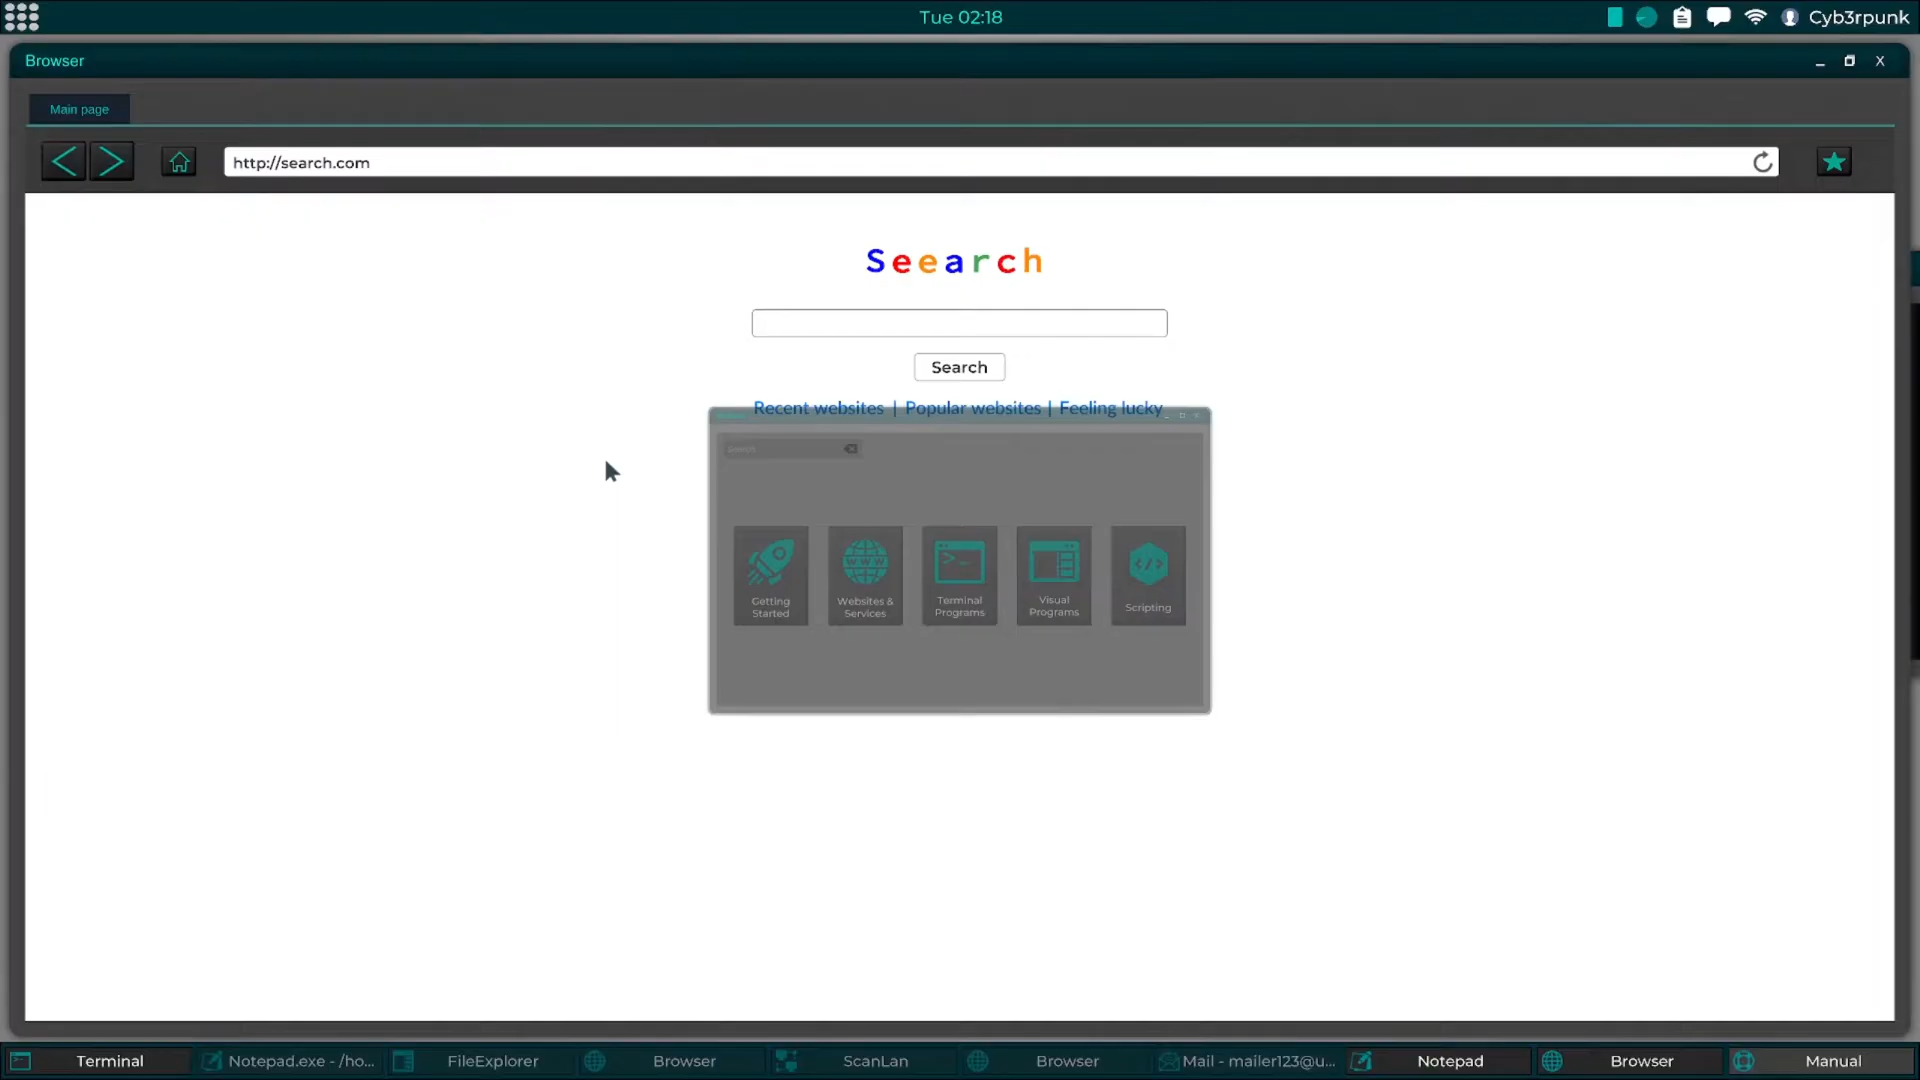 Tue 02:18
Cyb3rpunk
Browser
X
Main page
http://search.com
Seearch
Search
Recent websites | Popular websites | Feeling lucky
Search
Getting Started
Websites & Services
Terminal Programs
Visual Programs
Scripting
Terminal
Notepad.exe - /ho...
FileExplorer
Browser
ScanLan
Browser
Mail - mailer123@u...
Notepad
Browser
Manual